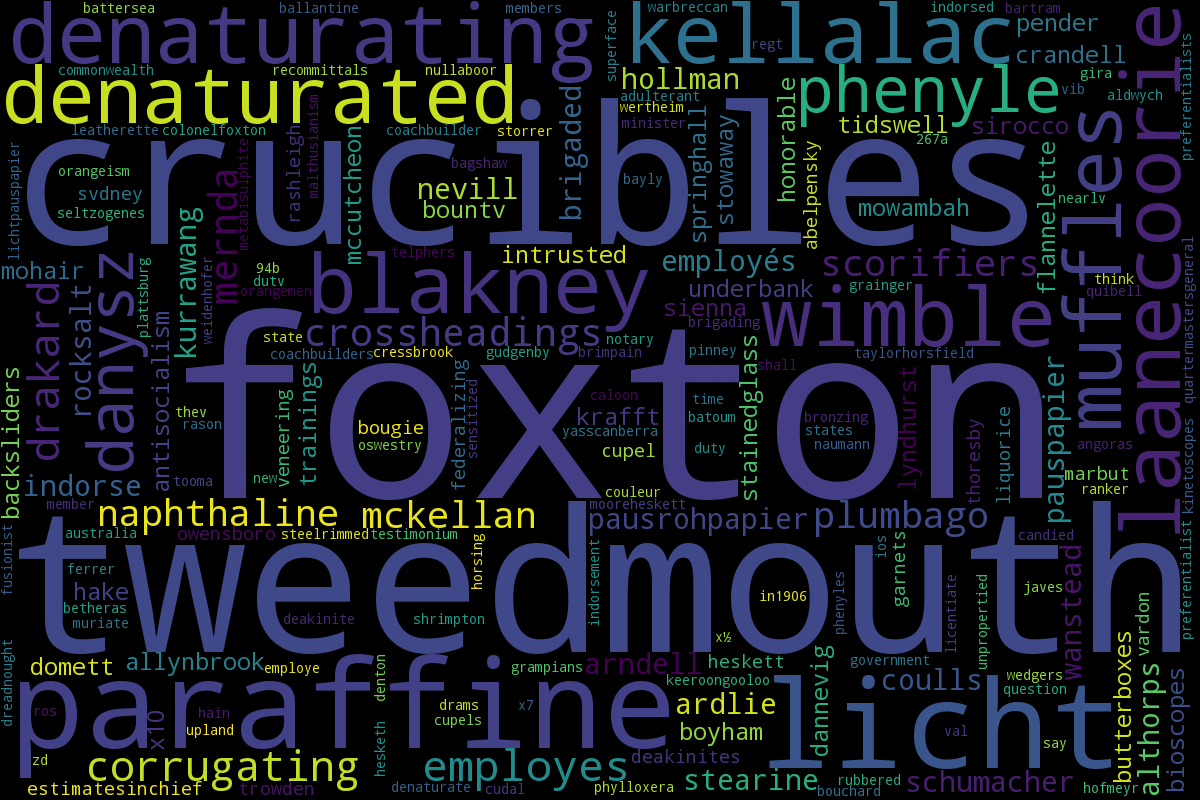 battersea
ballantine
members
denaturating
superface
warbreccan
indorsed
bartram
kellalac
regt
pender
crandell
laanecoorie
preferentialists
commonwealth
recommittals
nullaboor
denaturated
hollman
adulterant
wertheim
minister
honorable
phenyle
gira
vib
aldwych
tidswell
sirocco
267a
lichtpauspapier
leatherette
colonelfoxton
rashleigh
malthusianism
mccutcheon
coachbuilder
storrer
brigaded
crucibles
springhall
stowaway
abelpensky
flannelette
muffles
orangeism
svdney
seltzogenes
mernda
metabisulphite
bagshaw
nevill
bountv
bayly
mowambah
nearlv
kurrawang
mohair
plattsburg
weidenhofer
94b
dutv
orangemen
telphers
intrusted
employés
underbank
scorifiers
grainger
think
quibell
quartermastersgeneral
drakard
rocksalt
danysz
antisocialism
blakney
sienna
brigading
wimble
state
crossheadings
coachbuilders
cressbrook
gudgenby
brimpain
notary
pinney
stainedglass
shall
taylorhorsfield
backsliders
thev
rason
veneering
trainings
foxton
bougie
oswestry
federalizing
sensitized
caloon
krafft
yasscanberra
cupel
time
batoum
duty
bronzing
states
naumann
lyndhurst
thoresby
liquorice
pauspapier
angoras
marbut
ranker
kinetoscopes
indorse
tooma
new
couleur
member
naphthaline
mckellan
mooreheskett
pausrohpapier
plumbago
fusionist
australia
owensboro
steelrimmed
testimonium
horsing
indorsement
ios
garnets
candied
preferentialist
ferrer
hake
betheras
muriate
tweedmouth
deakinite
shrimpton
in1906
phenyles
licentiate
unpropertied
javes
wanstead
x½
vardon
dreadnought
domett
allynbrook
employe
denton
grampians
arndell
heskett
keeroongooloo
dannevig
government
coulls
wedgers
question
butterboxes
althorps
bioscopes
ros
paraffine
x10
hain
upland
drams
cupels
x7
ardlie
boyham
deakinites
licht
val
say
zd
corrugating
hesketh
employes
stearine
rubbered
schumacher
estimatesinchief
trowden
denaturate
cudal
phylloxera
bouchard
hofmeyr